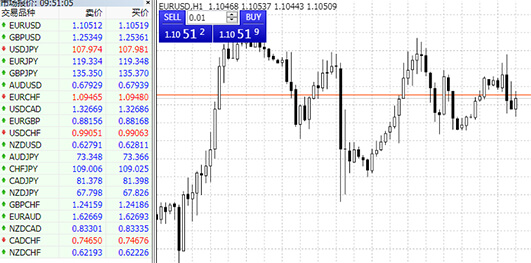 市场报价: 09:51:05
交易品种 卖价 买价
EURUSD 1.10512 1.10519
GBPUSD 1.25349 1.25361
USDJPY 107.974 107.981
EURJPY 119.334 119.348
GBPJPY 135.350 135.370
AUDUSD 0.67929 0.67939
EURCHF 1.09465 1.09480
USDCAD 1.32669 1.32686
EURGBP 0.88156 0.88168
USDCHF 0.99051 0.99063
NZDUSD 0.62791 0.62811
AUDJPY 73.348 73.366
CHFJPY 109.006 109.025
CADJPY 81.378 81.398
NZDJPY 67.798 67.826
GBPCHF 1.24159 1.24186
EURAUD 1.62669 1.62693
NZDCAD 0.83301 0.83335
CADCHF 0.74650 0.74676
NZDCHF 0.62193 0.62226
EURUSD,H1 1.10468 1.10537 1.10443 1.10509
SELL 0.01 BUY
1.10 51 2 1.10 51 9